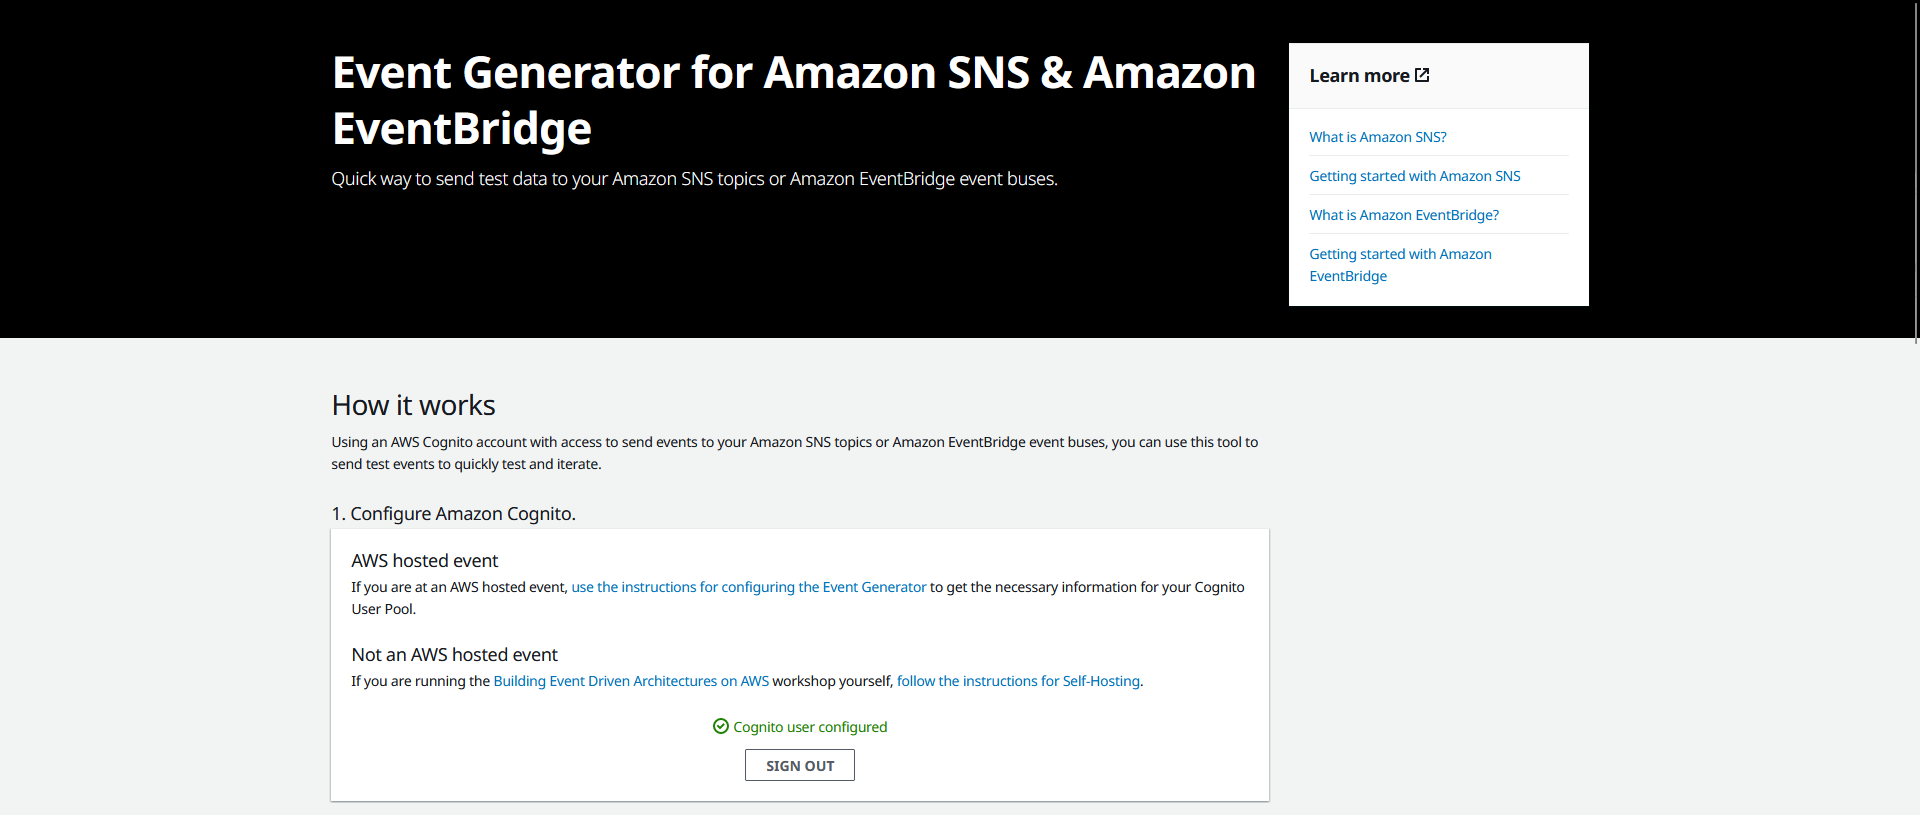 Event Generator for Amazon SNS & Amazon
EventBridge
Quick way to send test data to your Amazon SNS topics or Amazon EventBridge event buses.
Learn more
What is Amazon SNS?
Getting started with Amazon SNS
What is Amazon EventBridge?
Getting started with Amazon
EventBridge
How it works
Using an AWS Cognito account with access to send events to your Amazon SNS topics or Amazon EventBridge event buses, you can use this tool to
send test events to quickly test and iterate.
1. Configure Amazon Cognito.
AWS hosted event
If you are at an AWS hosted event, use the instructions for configuring the Event Generator to get the necessary information for your Cognito
User Pool.
Not an AWS hosted event
If you are running the Building Event Driven Architectures on AWS workshop yourself, follow the instructions for Self-Hosting.
Cognito user configured
SIGN OUT